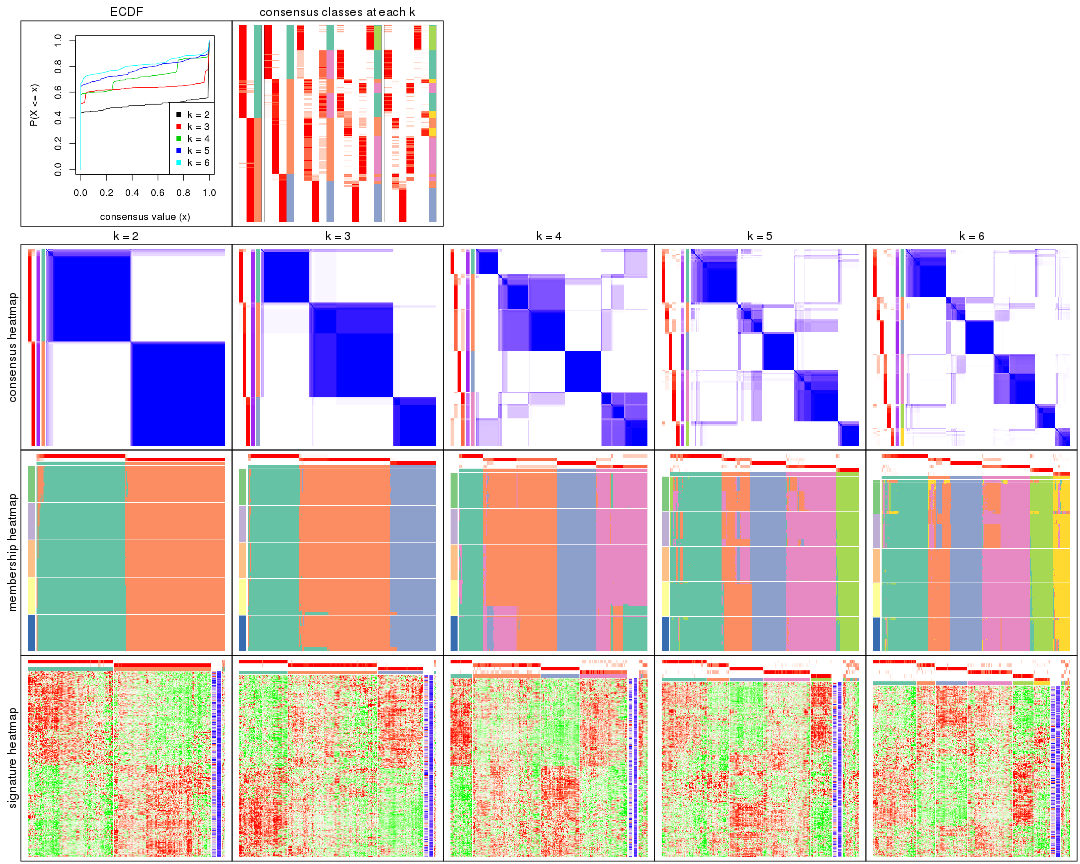 ECDF
consensus classes at each k
P(X <= x)
0.0 0.2 0.4 0.6 0.8 1.0
k = 2
k = 3
k = 4
k = 5
k = 6
0.0 0.2 0.4 0.6 0.8 1.0
consensus value (x)
k = 2 k = 3 k = 4 k = 5 k = 6
consensus heatmap
membership heatmap
signature heatmap